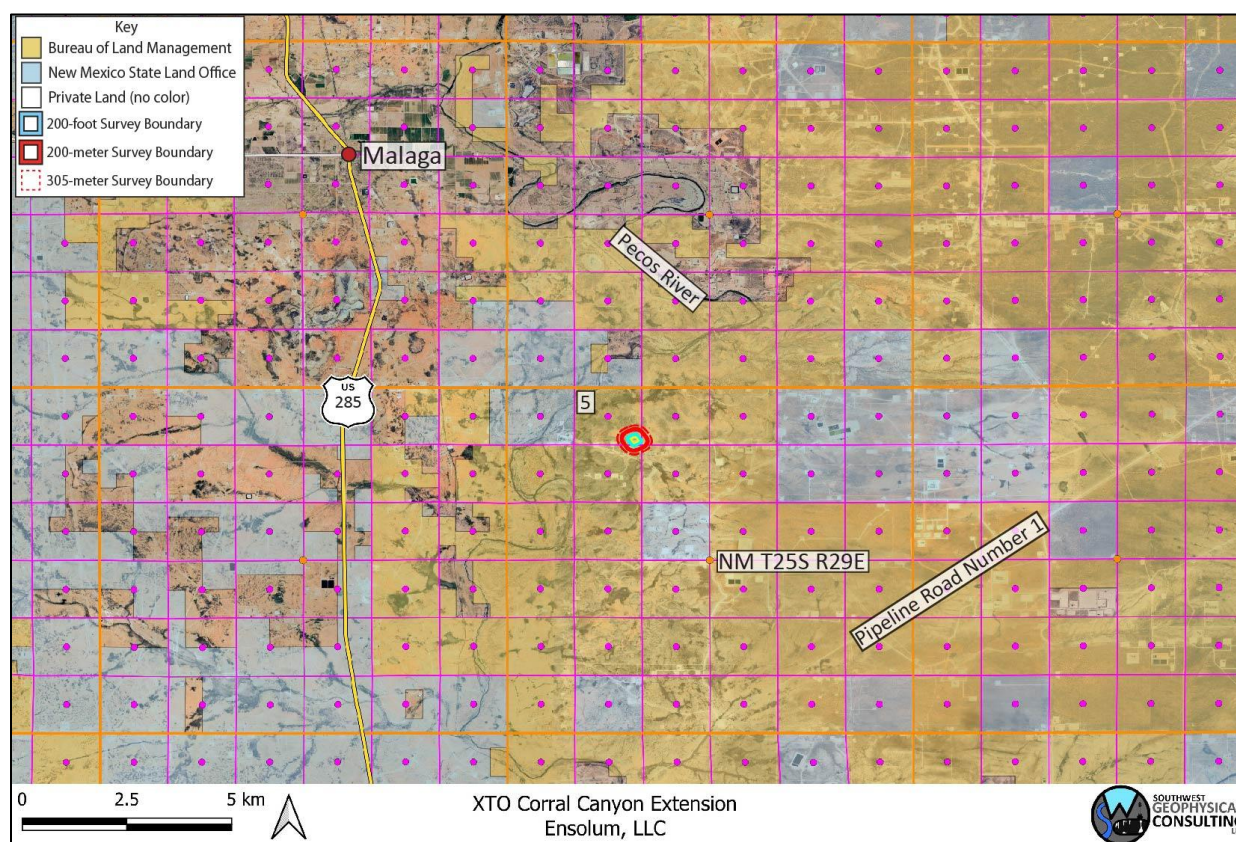 Key
Bureau of Land Management
New Mexico State Land Office
Private Land (no color)
200-foot Survey Boundary
200-meter Survey Boundary
305-meter Survey Boundary
Malaga
Pecos River
US
285
5
NM T25S R29E
Pipeline Road Number 1
0 2.5 5 km
XTO Corral Canyon Extension
Ensolum, LLC
SOUTHWEST
GEOPHYSICAL
CONSULTING